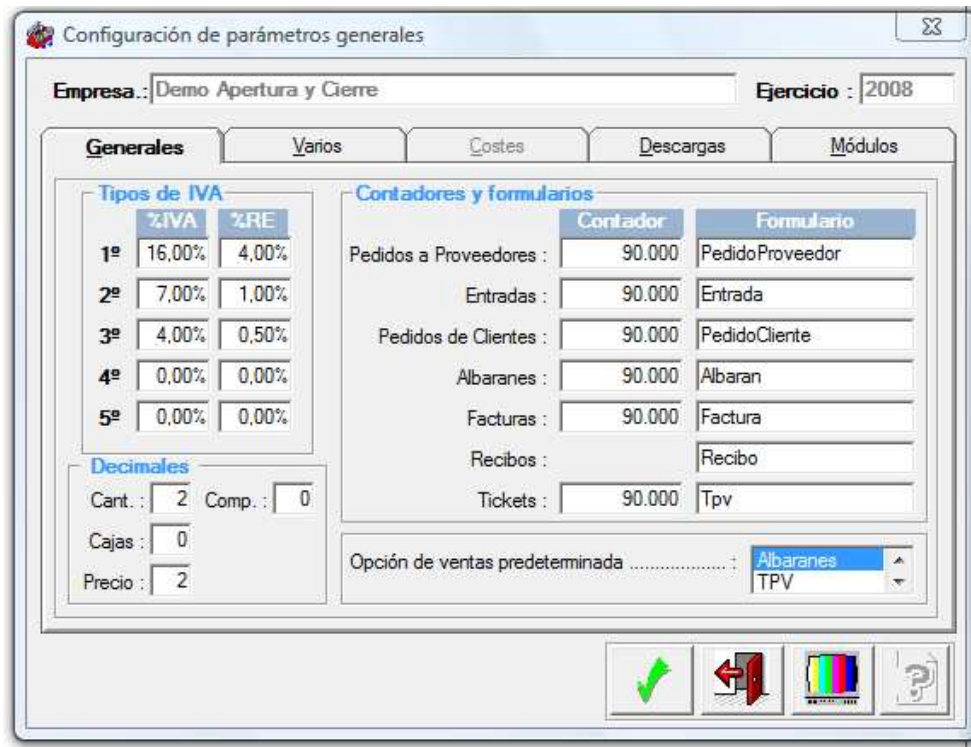 Configuración de parámetros generales
Empresa.: Demo Apertura y Cierre Ejercicio : 2008
Generales Varios Costes Descargas Módulos
Tipos de IVA
%IVA %RE
1º 16,00% 4,00%
2º 7,00% 1,00%
3º 4,00% 0,50%
4º 0,00% 0,00%
5º 0,00% 0,00%
Decimales
Cant. : 2 Comp. : 0
Cajas : 0
Precio : 2
Contadores y formularios
Contador Formulario
Pedidos a Proveedores : 90.000 PedidoProveedor
Entradas : 90.000 Entrada
Pedidos de Clientes : 90.000 PedidoCliente
Albaranes : 90.000 Albaran
Facturas : 90.000 Factura
Recibos : Recibo
Tickets : 90.000 Tpv
Opción de ventas predeterminada .................... : Albaranes
TPV